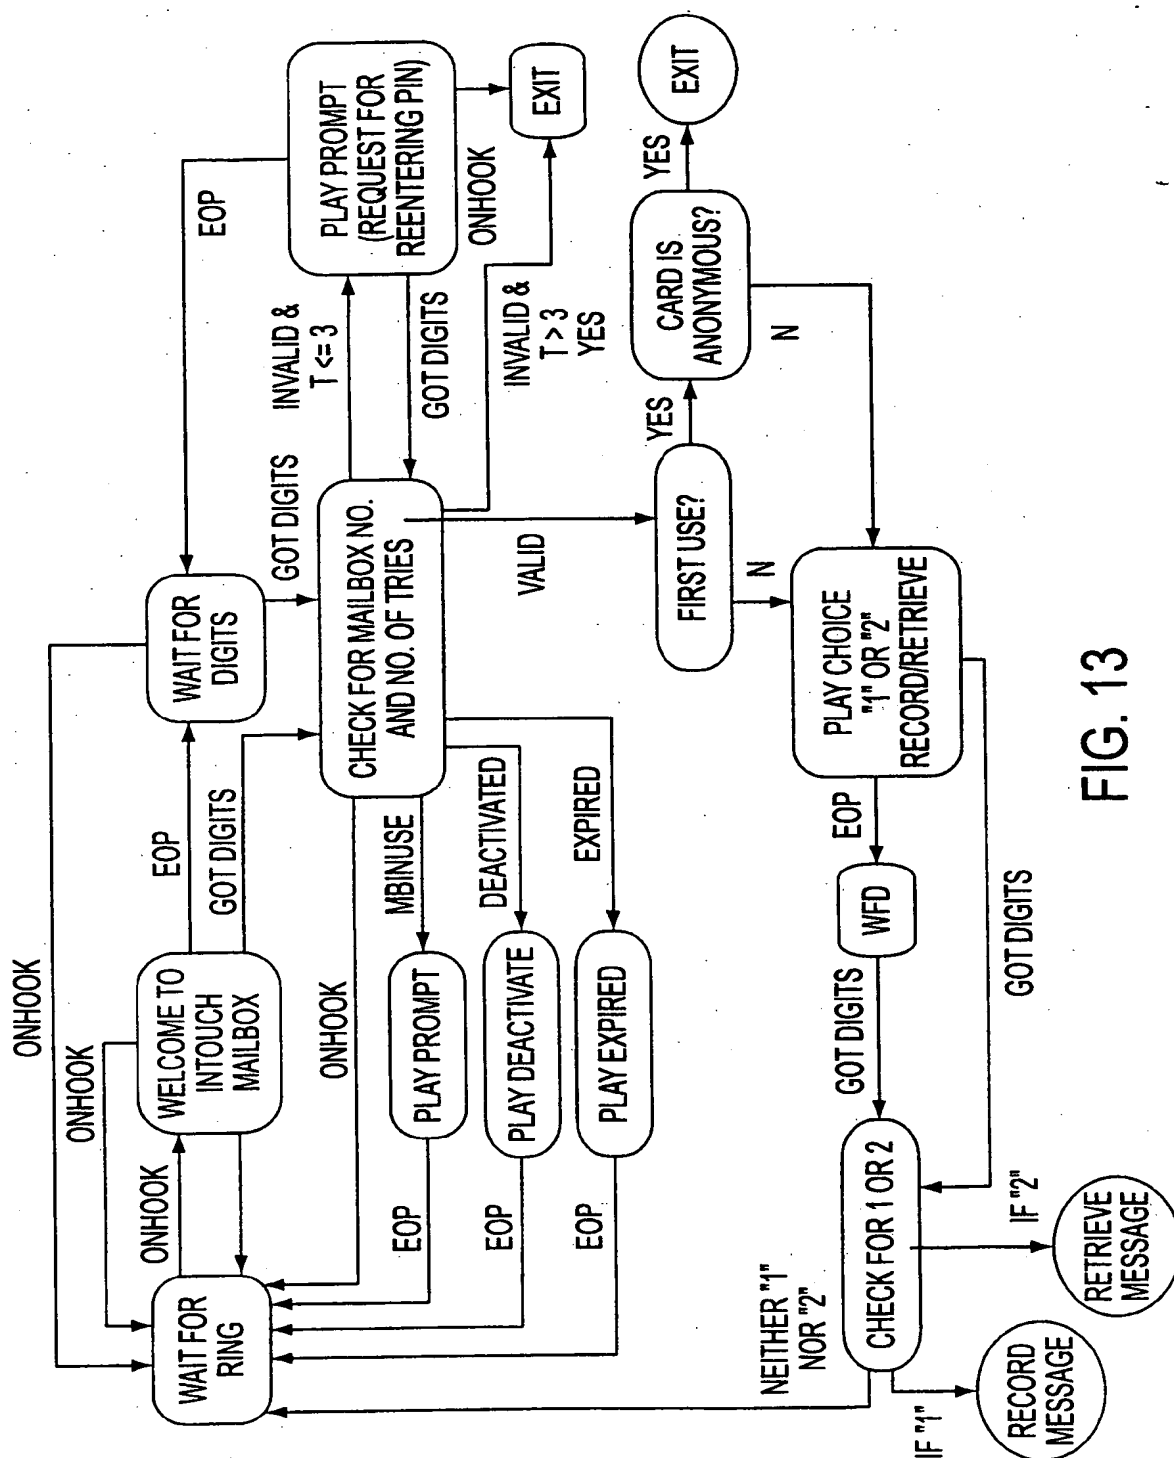 WAIT FOR
RING
ONHOOK
ONHOOK
ONHOOK
WELCOME TO
INTOUCH
MAILBOX
EOP
GOT DIGITS
WAIT FOR
DIGITS
EOP
GOT DIGITS
CHECK FOR MAILBOX NO.
AND NO. OF TRIES
INVALID &
T <= 3
GOT DIGITS
PLAY PROMPT
(REQUEST FOR
REENTERING PIN)
ONHOOK
EXIT
INVALID &
T > 3
YES
ONHOOK
MBINUSE
PLAY PROMPT
EOP
DEACTIVATED
PLAY DEACTIVATE
EOP
EXPIRED
PLAY EXPIRED
EOP
VALID
FIRST USE?
YES
CARD IS
ANONYMOUS?
YES
EXIT
N
N
PLAY CHOICE
"1" OR "2"
RECORD/RETRIEVE
EOP
WFD
GOT DIGITS
GOT DIGITS
CHECK FOR 1 OR 2
NEITHER "1"
NOR "2"
IF "1"
RECORD
MESSAGE
IF "2"
RETRIEVE
MESSAGE
FIG. 13